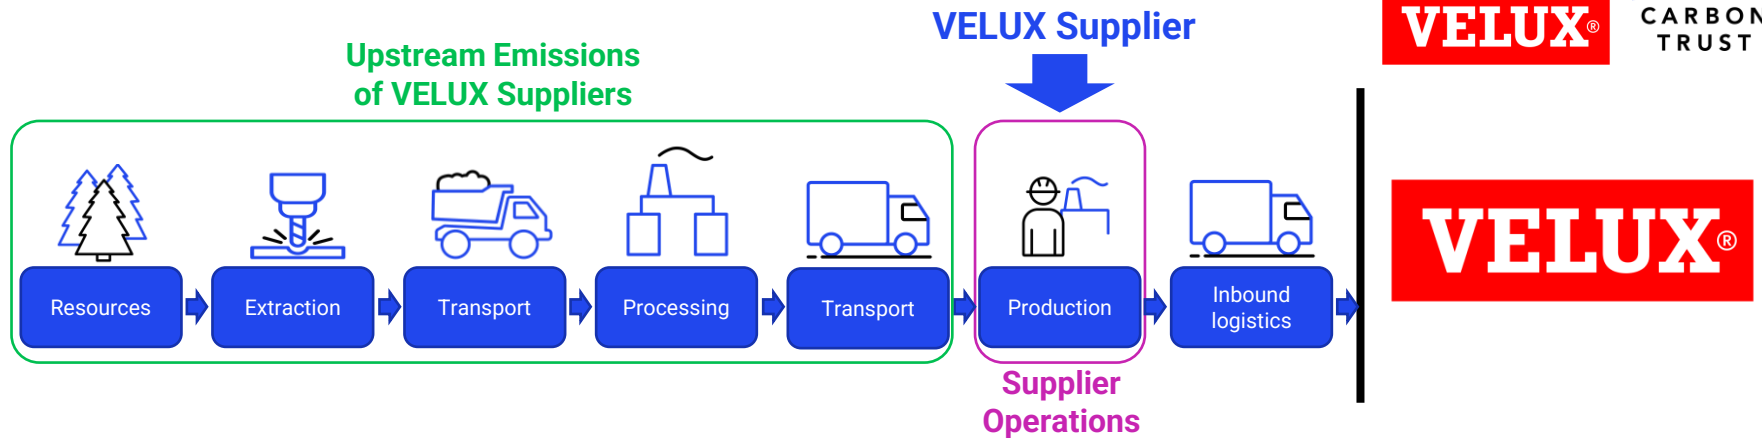 VELUX Supplier
VELUX®
CARBON
TRUST
Upstream Emissions
of VELUX Suppliers
VELUX®
Resources
Extraction
Transport
Processing
Transport
Production
Inbound
logistics
Supplier
Operations